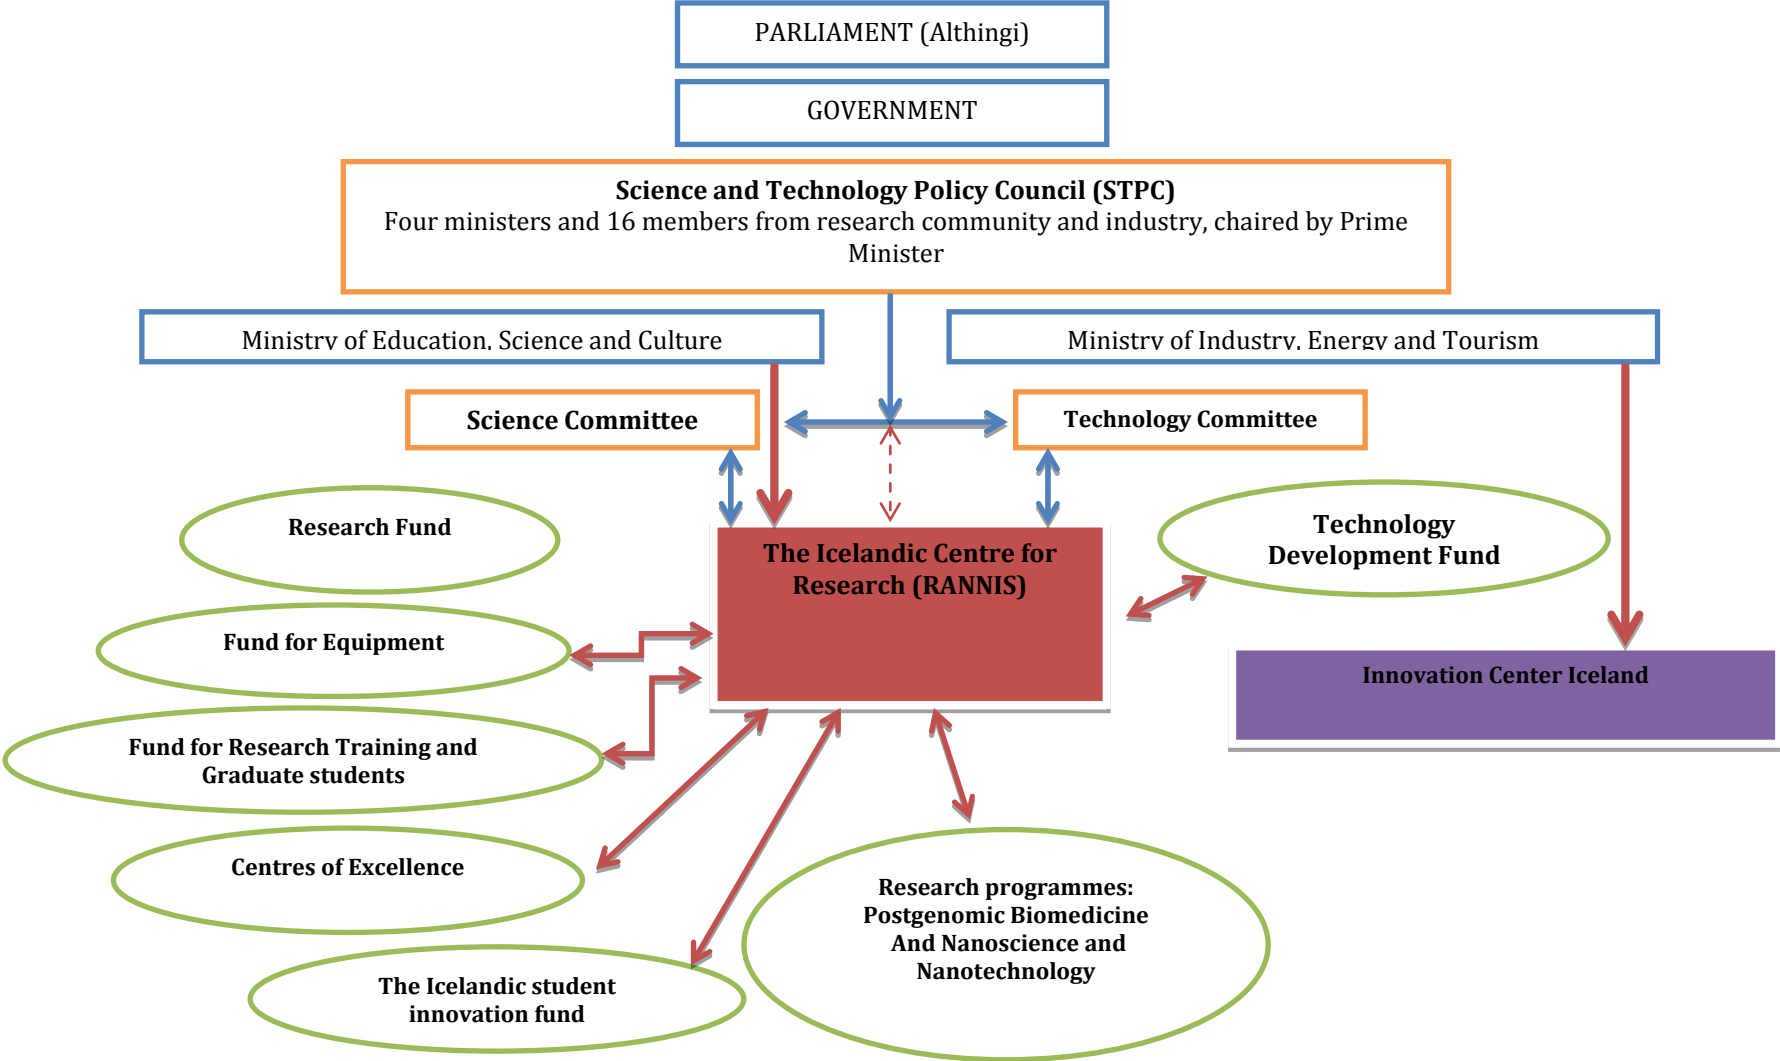 PARLIAMENT (Althingi)
GOVERNMENT
Science and Technology Policy Council (STPC)
Four ministers and 16 members from research community and industry, chaired by Prime
Minister
Ministry of Education, Science and Culture
Ministry of Industry, Energy and Tourism
Science Committee
Technology Committee
Research Fund
The Icelandic Centre for
Research (RANNIS)
Technology
Development Fund
Fund for Equipment
Innovation Center Iceland
Fund for Research Training and
Graduate students
Centres of Excellence
Research programmes:
Postgenomic Biomedicine
And Nanoscience and
Nanotechnology
The Icelandic student
innovation fund